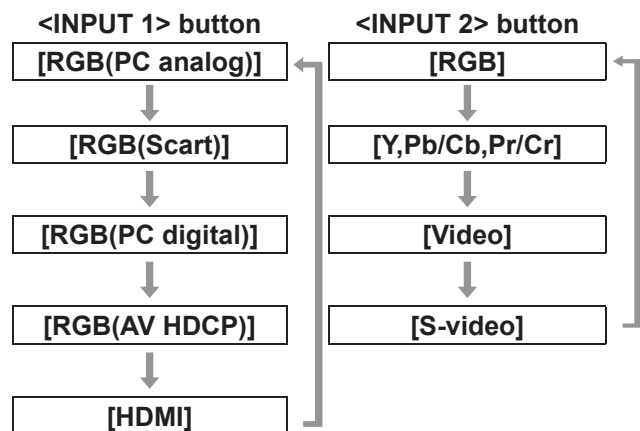 <INPUT 1> button
[RGB(PC analog)]
[RGB(Scart)]
[RGB(PC digital)]
[RGB(AV HDCP)]
[HDMI]
<INPUT 2> button
[RGB]
[Y,Pb/Cb,Pr/Cr]
[Video]
[S-video]